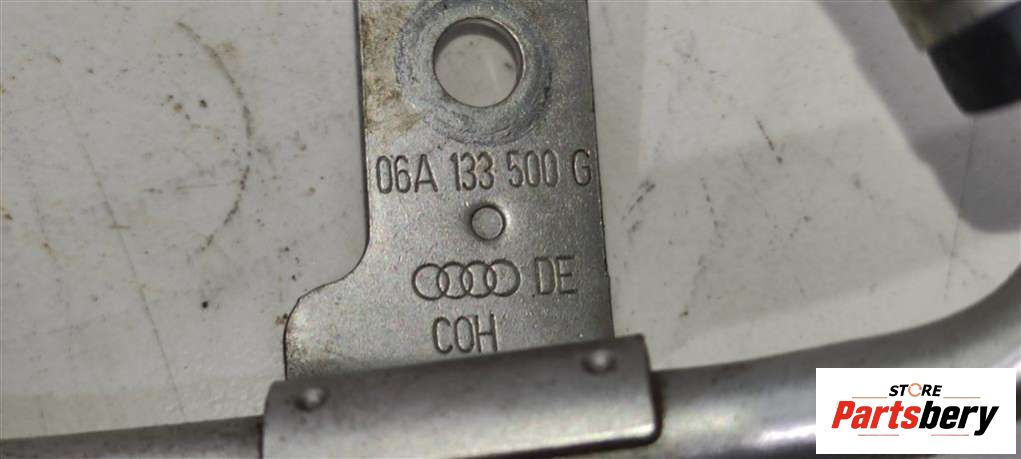 06A 133 500 G
DE
COH
STORE
Partsbery